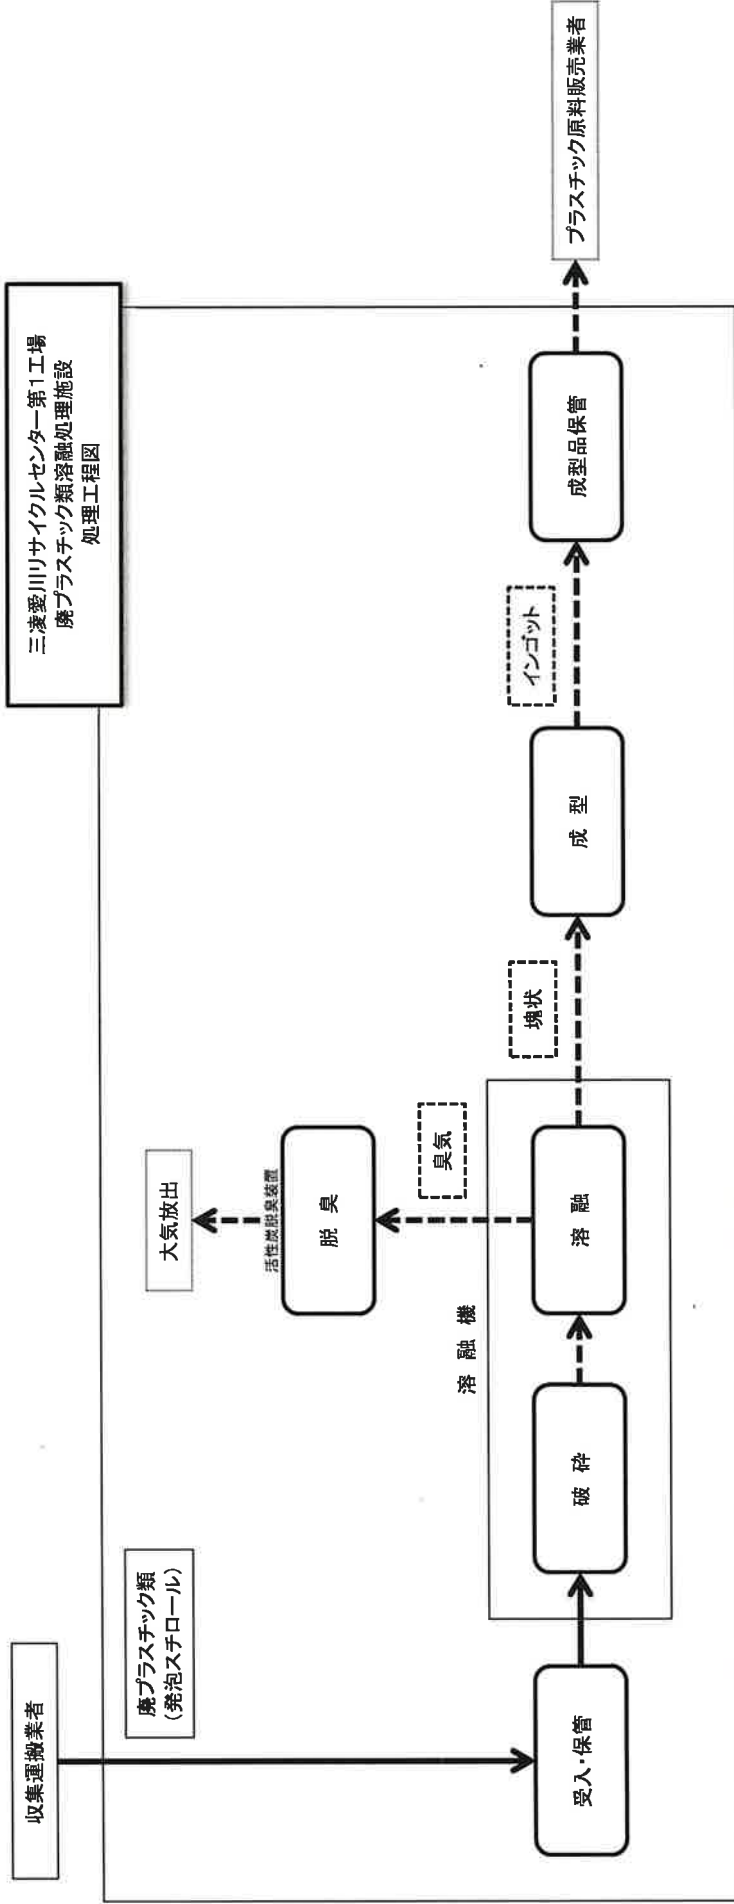 三凌愛川リサイクルセンター第1工場
廃プラスチック類溶融処理施設
処理工程図
収集運搬業者
廃プラスチック類
（発泡スチロール）
受入・保管
溶融機
破砕
溶融
臭気
脱臭
活性炭脱臭装置
大気放出
塊状
成型
インゴット
成型品保管
プラスチック原料販売業者